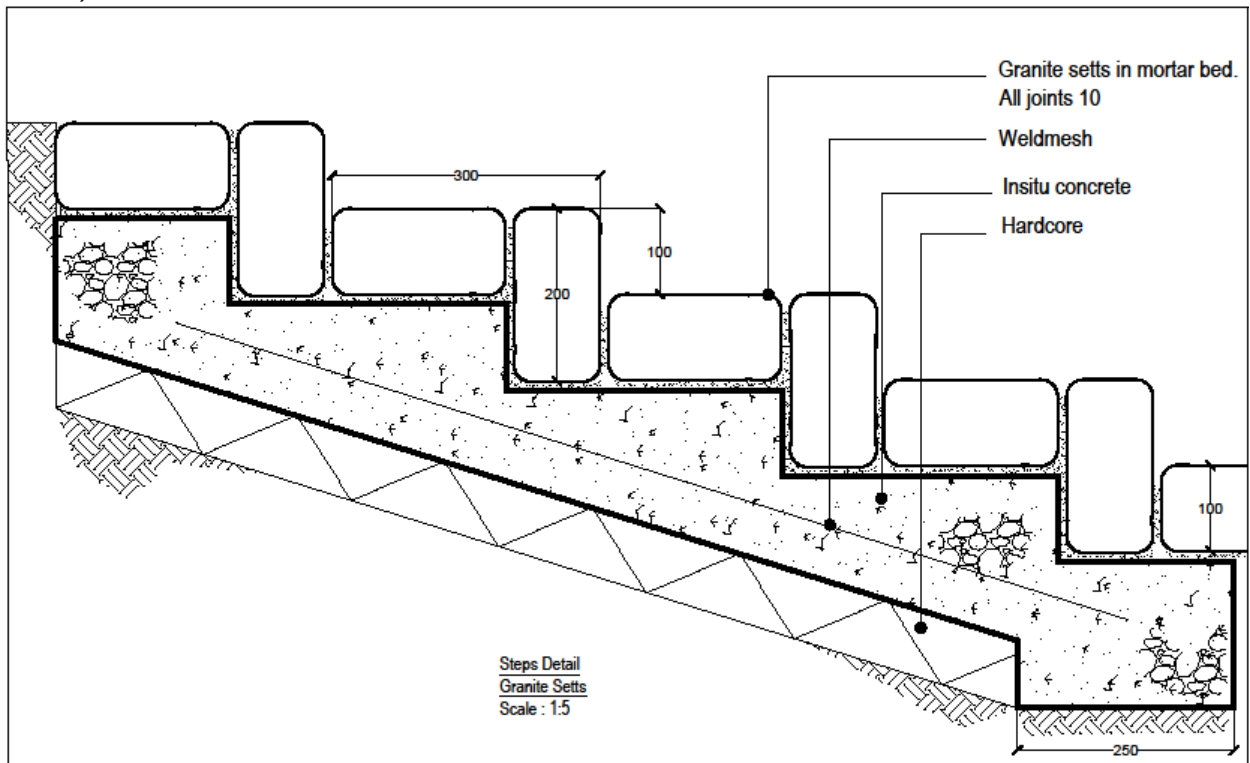 Granite setts in mortar bed.
All joints 10
Weldmesh
Insitu concrete
Hardcore
300
100
200
100
Steps Detail
Granite Setts
Scale : 1:5
250